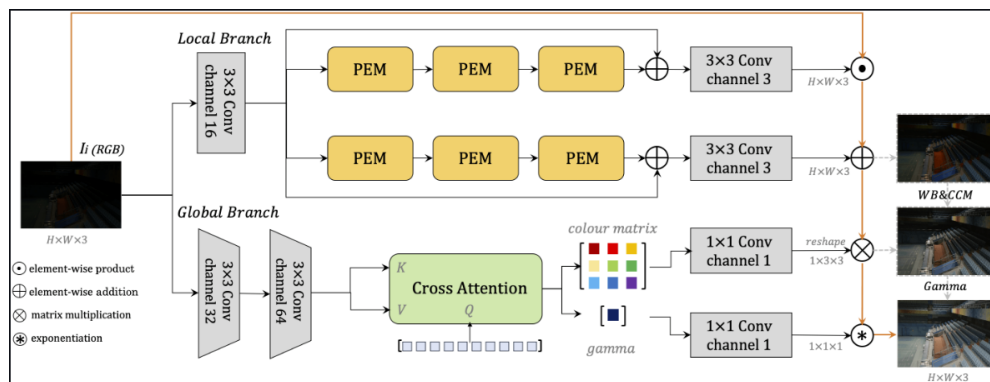 Local Branch
3×3 Conv
channel 16
PEM
PEM
PEM
3×3 Conv
channel 3
H×W×3
Ii (RGB)
H×W×3
PEM
PEM
PEM
3×3 Conv
channel 3
H×W×3
WB&CCM
Global Branch
3×3 Conv
channel 32
3×3 Conv
channel 64
K
V
Q
Cross Attention
colour matrix
gamma
1×1 Conv
channel 1
reshape
1×3×3
Gamma
1×1 Conv
channel 1
1×1×1
H×W×3
element-wise product
element-wise addition
matrix multiplication
exponentiation